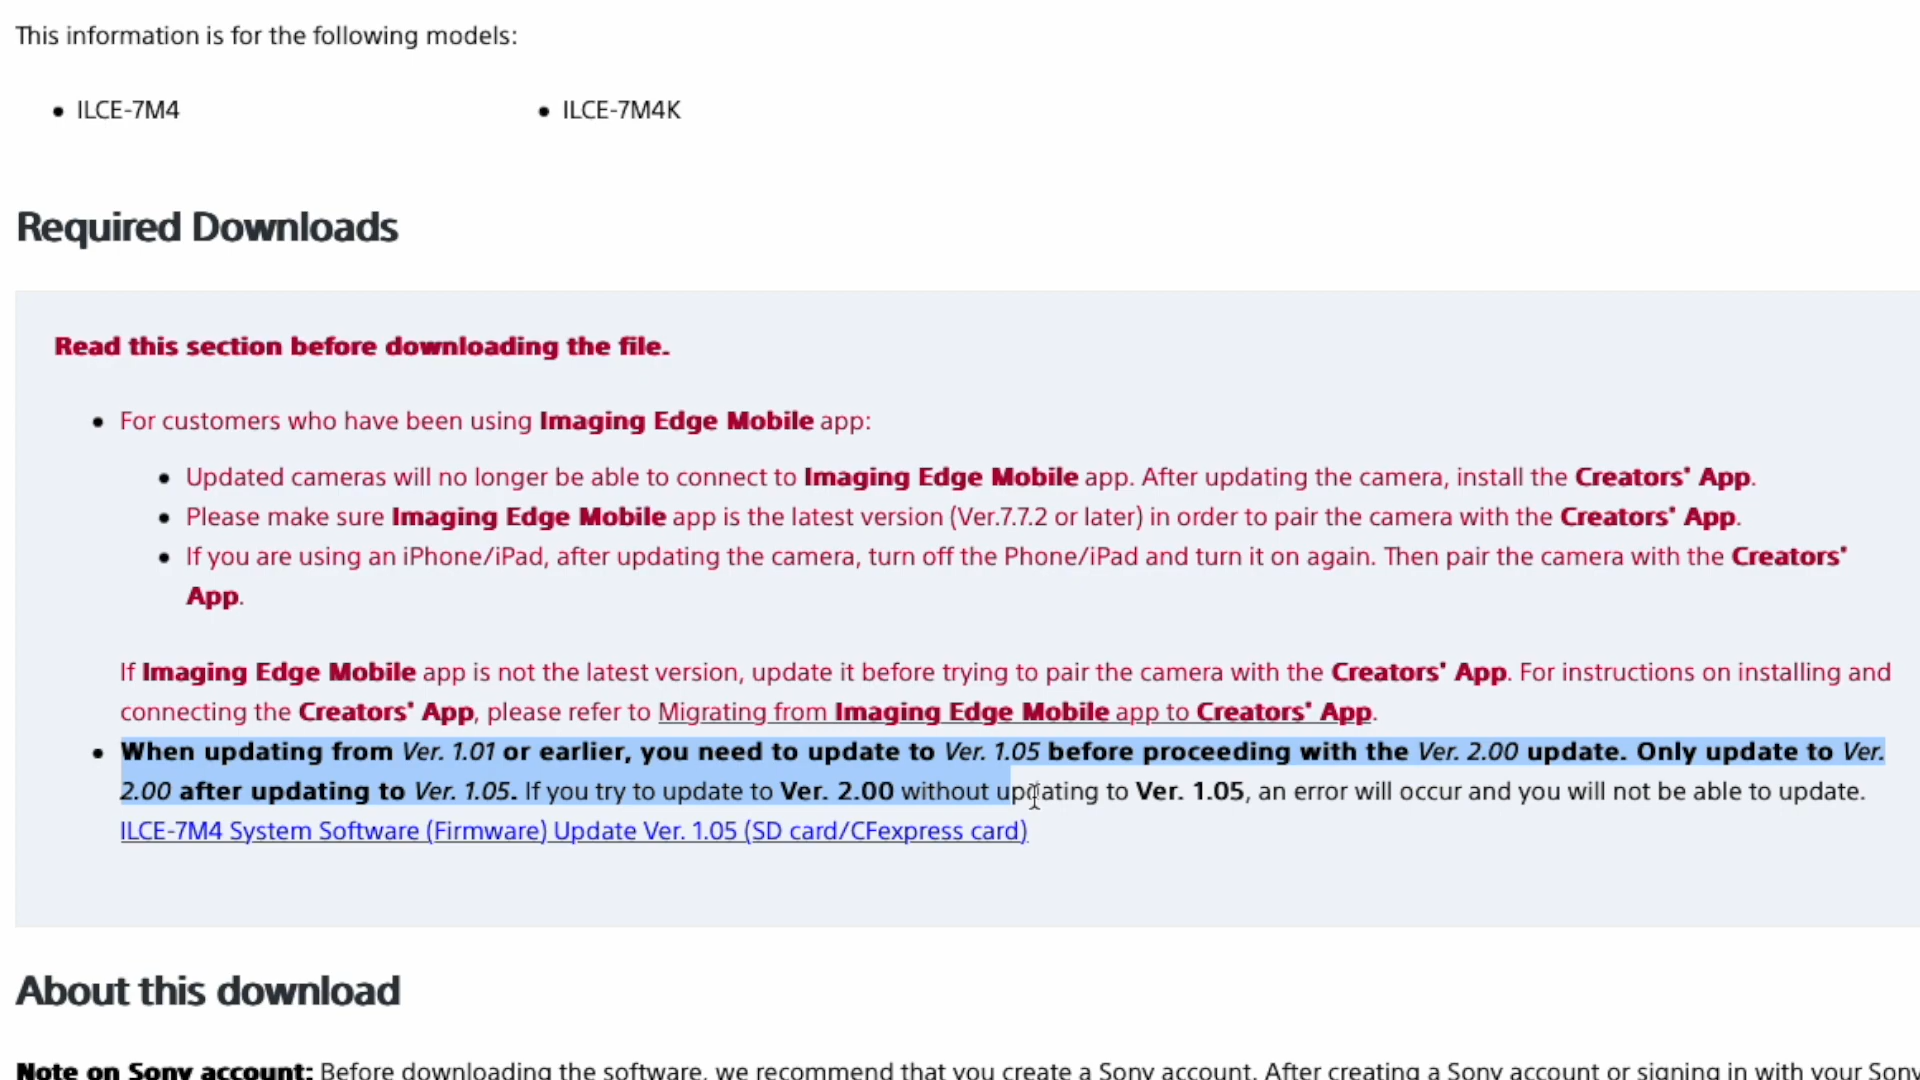 This information is for the following models:
• ILCE-7M4
• ILCE-7M4K
Required Downloads
Read this section before downloading the file.
• For customers who have been using Imaging Edge Mobile app:
• Updated cameras will no longer be able to connect to Imaging Edge Mobile app. After updating the camera, install the Creators' App.
• Please make sure Imaging Edge Mobile app is the latest version (Ver.7.7.2 or later) in order to pair the camera with the Creators' App.
• If you are using an iPhone/iPad, after updating the camera, turn off the Phone/iPad and turn it on again. Then pair the camera with the Creators'
App.
If Imaging Edge Mobile app is not the latest version, update it before trying to pair the camera with the Creators' App. For instructions on installing and
connecting the Creators' App, please refer to Migrating from Imaging Edge Mobile app to Creators' App.
• When updating from Ver. 1.01 or earlier, you need to update to Ver. 1.05 before proceeding with the Ver. 2.00 update. Only update to Ver.
2.00 after updating to Ver. 1.05. If you try to update to Ver. 2.00 without updating to Ver. 1.05, an error will occur and you will not be able to update.
ILCE-7M4 System Software (Firmware) Update Ver. 1.05 (SD card/CFexpress card)
About this download
Note on Sony account: Before downloading the software, we recommend that you create a Sony account. After creating a Sony account or signing in with your Sony